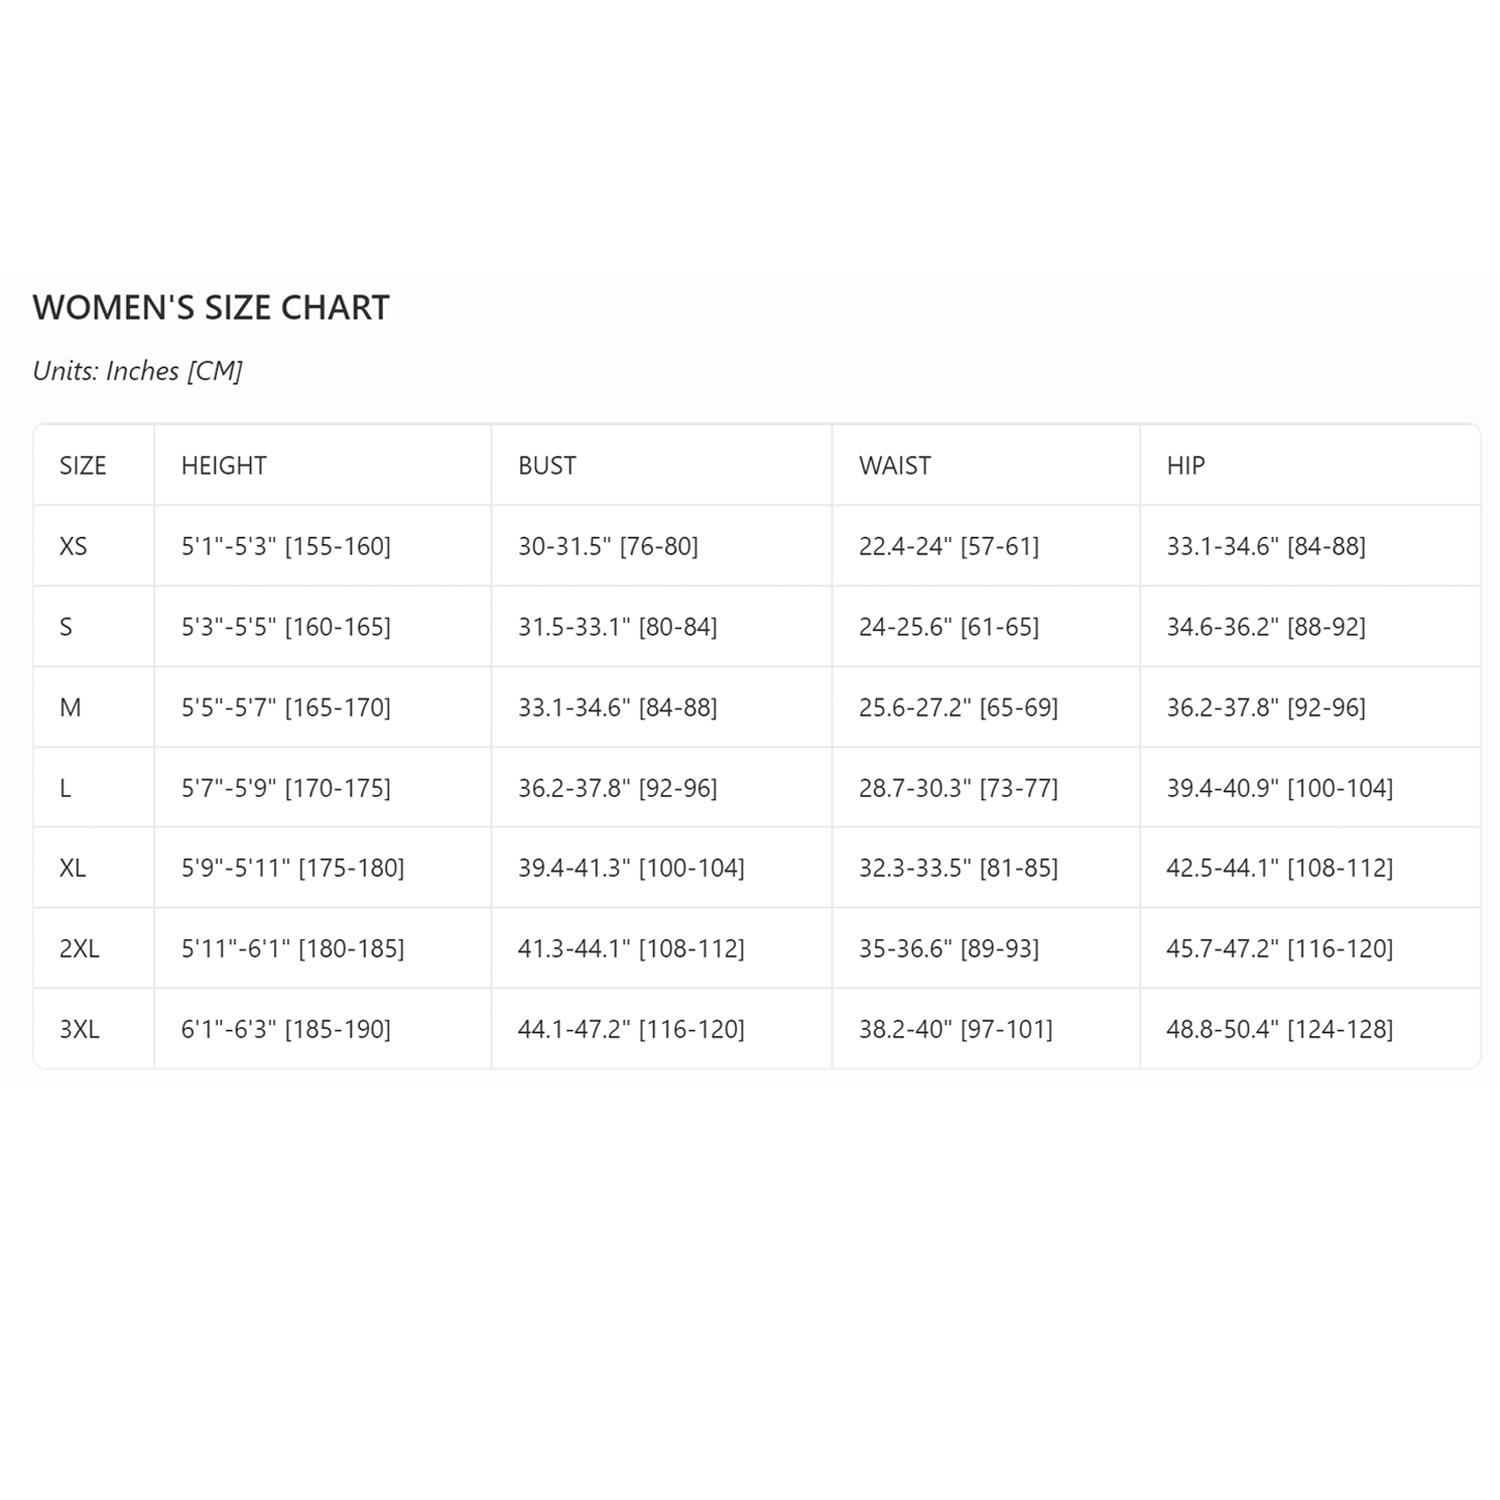 WOMEN'S SIZE CHART
Units: Inches [CM]
SIZE HEIGHT BUST WAIST HIP
XS 5'1"-5'3" [155-160] 30-31.5" [76-80] 22.4-24" [57-61] 33.1-34.6" [84-88]
S 5'3"-5'5" [160-165] 31.5-33.1" [80-84] 24-25.6" [61-65] 34.6-36.2" [88-92]
M 5'5"-5'7" [165-170] 33.1-34.6" [84-88] 25.6-27.2" [65-69] 36.2-37.8" [92-96]
L 5'7"-5'9" [170-175] 36.2-37.8" [92-96] 28.7-30.3" [73-77] 39.4-40.9" [100-104]
XL 5'9"-5'11" [175-180] 39.4-41.3" [100-104] 32.3-33.5" [81-85] 42.5-44.1" [108-112]
2XL 5'11"-6'1" [180-185] 41.3-44.1" [108-112] 35-36.6" [89-93] 45.7-47.2" [116-120]
3XL 6'1"-6'3" [185-190] 44.1-47.2" [116-120] 38.2-40" [97-101] 48.8-50.4" [124-128]